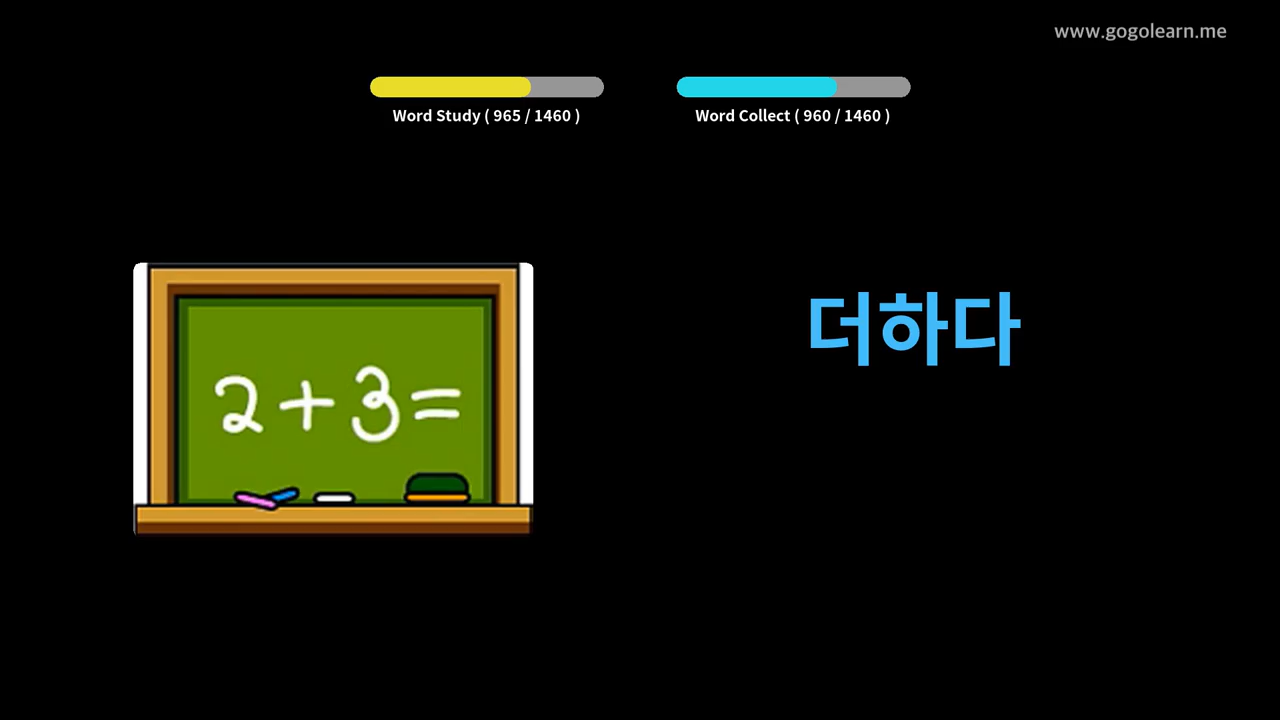 www.gogolearn.me
Word Study ( 965 / 1460 )
Word Collect ( 960 / 1460 )
2 + 3 =
더하다